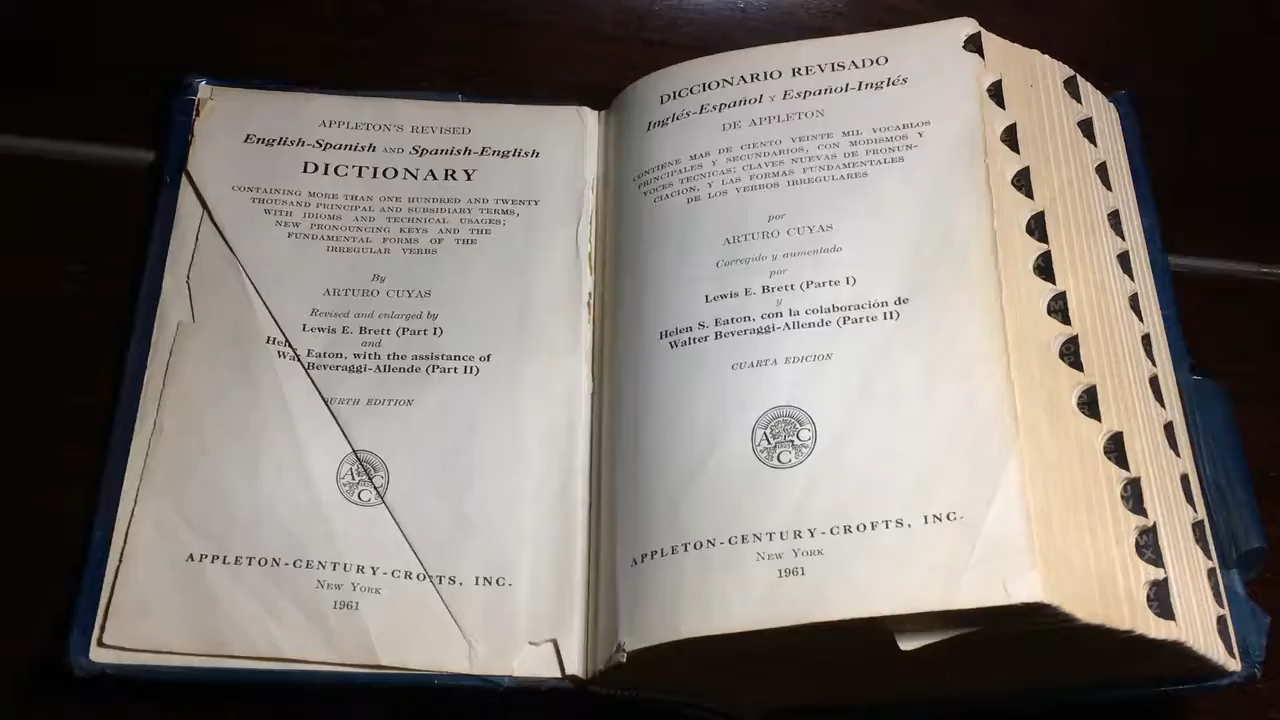 APPLETON'S REVISED
English-Spanish AND Spanish-English
DICTIONARY
CONTAINING MORE THAN ONE HUNDRED AND TWENTY
THOUSAND PRINCIPAL AND SUBSIDIARY TERMS,
WITH IDIOMS AND TECHNICAL USAGES;
NEW PRONOUNCING KEYS AND THE
FUNDAMENTAL FORMS OF THE
IRREGULAR VERBS
By
ARTURO CUYAS
Revised and enlarged by
Lewis E. Brett (Part I)
and
Eaton, with the assistance of
Beveraggi-Allende (Part II)
EDITION
A C C
APPLETON-CENTURY-CROFTS, INC.
New York
1961
DICCIONARIO REVISADO
Inglés-Español Y Español-Inglés
DE APPLETON
CONTIENE MAS DE CIENTO VEINTE MIL VOCABLOS
PRINCIPALES Y SECUNDARIOS, CON MODISMOS Y
VOCES TECNICAS; CLAVES NUEVAS DE PRONUN-
CIACION, Y LAS FORMAS FUNDAMENTALES
DE LOS VERBOS IRREGULARES
por
ARTURO CUYAS
Corregido y aumentado
por
Lewis E. Brett (Parte I)
y
Helen S. Eaton, con la colaboración de
Walter Beveraggi-Allende (Parte II)
CUARTA EDICION
A C C
APPLETON-CENTURY-CROFTS, INC.
New York
1961
OP
WX
YZ